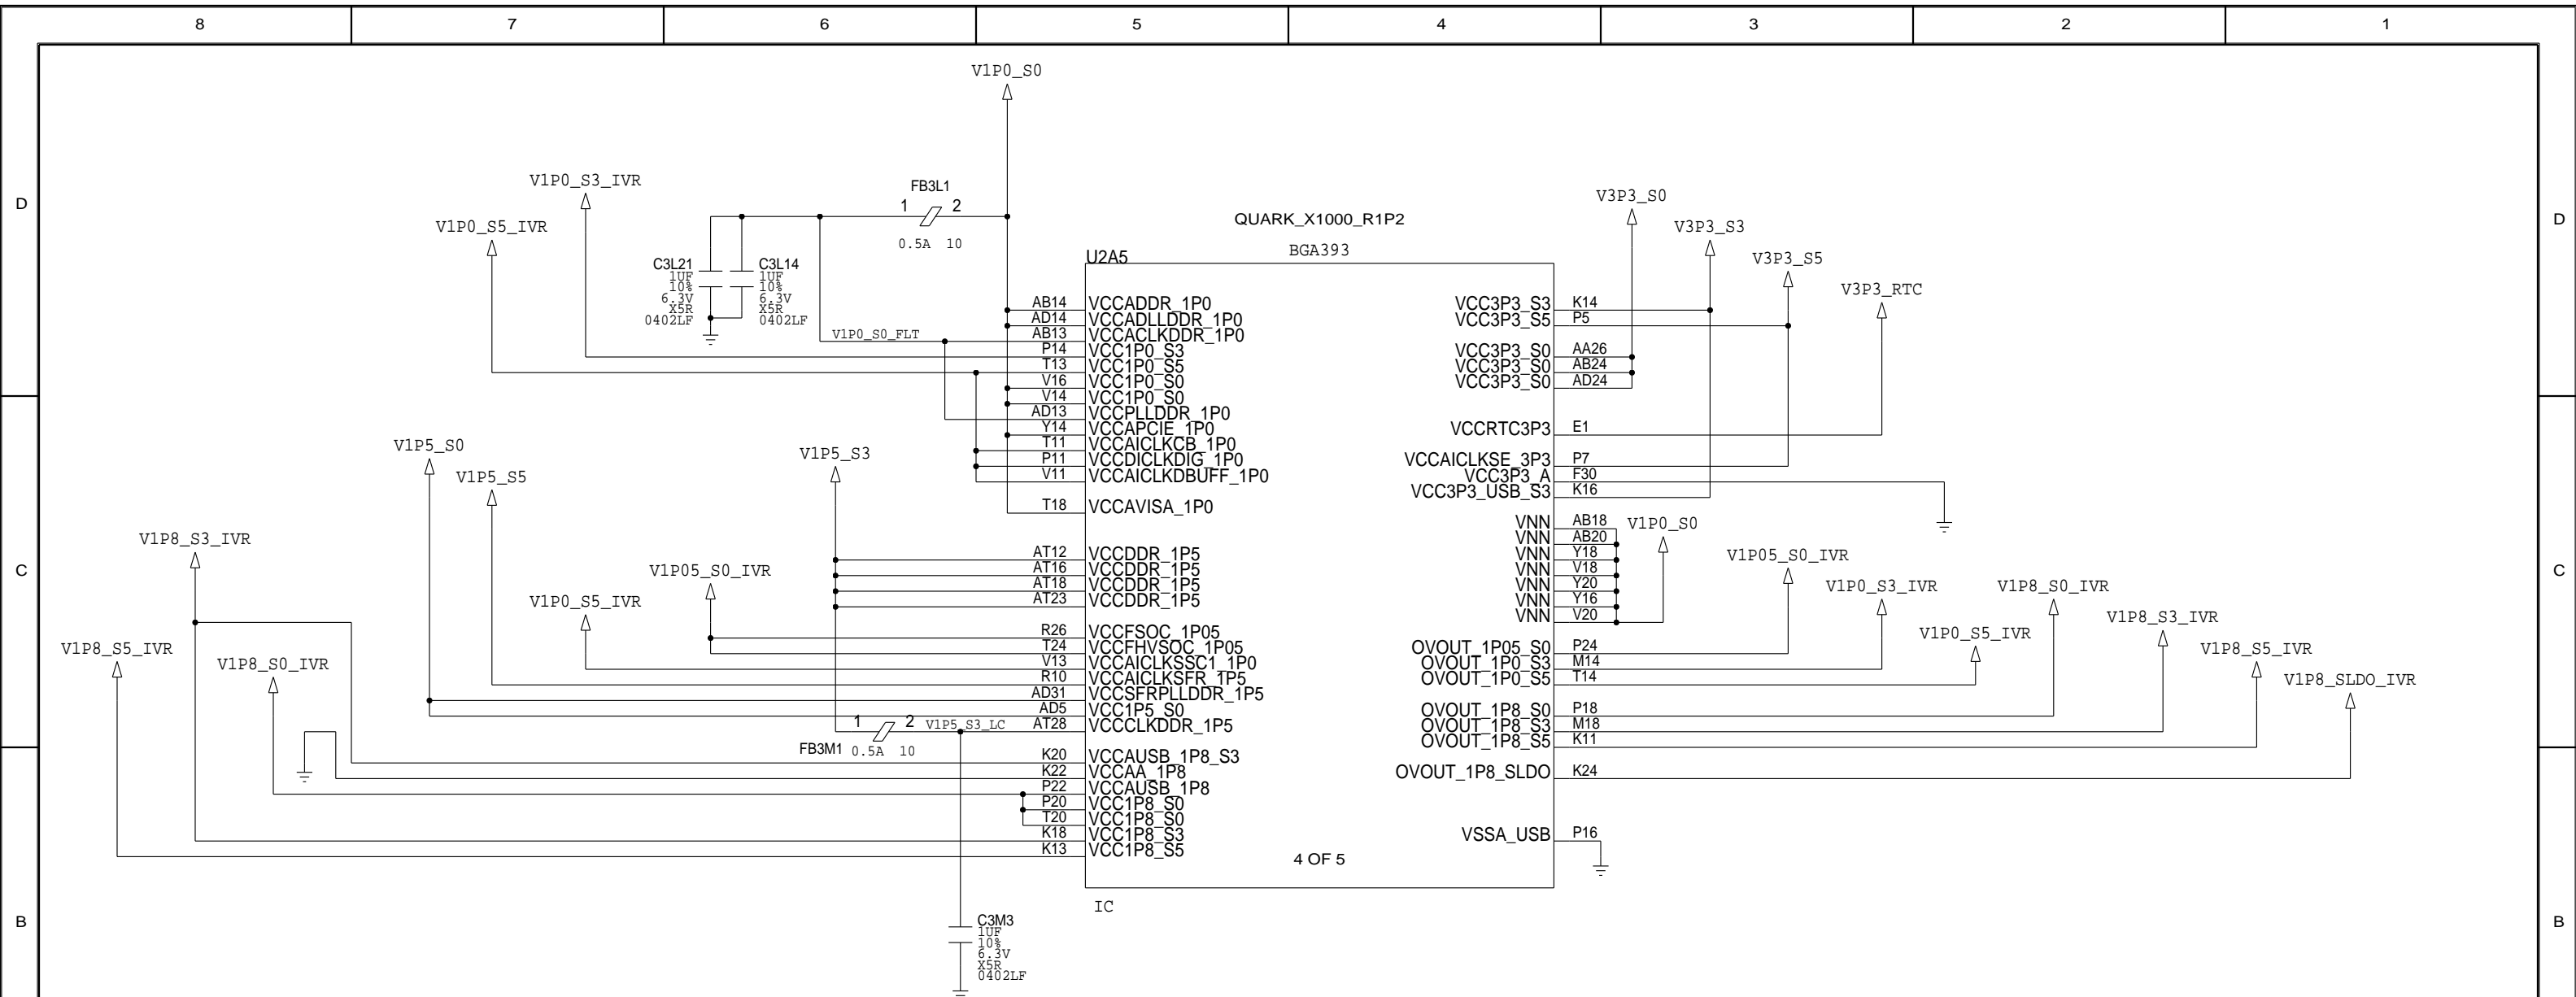 8 7 6 5 4 3 2 1
D
D
C
C
B
B
V1P0_S0
V1P0_S3_IVR
V1P0_S5_IVR
FB3L1
1 2
0.5A 10
C3L21
1UF
10%
6.3V
X5R
0402LF
C3L14
1UF
10%
6.3V
X5R
0402LF
V1P0_S0_FLT
QUARK_X1000_R1P2
BGA393
U2A5
AB14 VCCADDR_1P0
AD14 VCCADLLDDR_1P0
AB13 VCCACLKDDR_1P0
P14 VCC1P0_S3
T13 VCC1P0_S5
V16 VCC1P0_S0
V14 VCC1P0_S0
AD13 VCCPLLDDR_1P0
Y14 VCCAPCIE_1P0
T11 VCCAICLKCB_1P0
P11 VCCDICLKDIG_1P0
V11 VCCAICLKDBUFF_1P0
T18 VCCAVISA_1P0
AT12 VCCDDR_1P5
AT16 VCCDDR_1P5
AT18 VCCDDR_1P5
AT23 VCCDDR_1P5
R26 VCCFSOC_1P05
T24 VCCFHVSOC_1P05
V13 VCCAICLKSSC1_1P0
R10 VCCAICLKSFR_1P5
AD31 VCCSFRPLLDDR_1P5
AD5 VCC1P5_S0
AT28 VCCCLKDDR_1P5
K20 VCCAUSB_1P8_S3
K22 VCCAA_1P8
P22 VCCAUSB_1P8
P20 VCC1P8_S0
T20 VCC1P8_S0
K18 VCC1P8_S3
K13 VCC1P8_S5
V1P5_S0
V1P5_S5
V1P5_S3
V1P8_S3_IVR
V1P05_S0_IVR
V1P0_S5_IVR
V1P8_S5_IVR
V1P8_S0_IVR
1 2
V1P5_S3_LC
FB3M1 0.5A 10
C3M3
1UF
10%
6.3V
X5R
0402LF
VCC3P3_S3 K14
VCC3P3_S5 P5
VCC3P3_S0 AA26
VCC3P3_S0 AB24
VCC3P3_S0 AD24
VCCRTC3P3 E1
VCCAICLKSE_3P3 P7
VCC3P3_A F30
VCC3P3_USB_S3 K16
VNN AB18
VNN AB20
VNN Y18
VNN V18
VNN Y20
VNN Y16
VNN V20
OVOUT_1P05_S0 P24
OVOUT_1P0_S3 M14
OVOUT_1P0_S5 T14
OVOUT_1P8_S0 P18
OVOUT_1P8_S3 M18
OVOUT_1P8_S5 K11
OVOUT_1P8_SLDO K24
VSSA_USB P16
4 OF 5
IC
V3P3_S0
V3P3_S3
V3P3_S5
V3P3_RTC
V1P0_S0
V1P05_S0_IVR
V1P0_S3_IVR
V1P8_S0_IVR
V1P8_S3_IVR
V1P0_S5_IVR
V1P8_S5_IVR
V1P8_SLDO_IVR